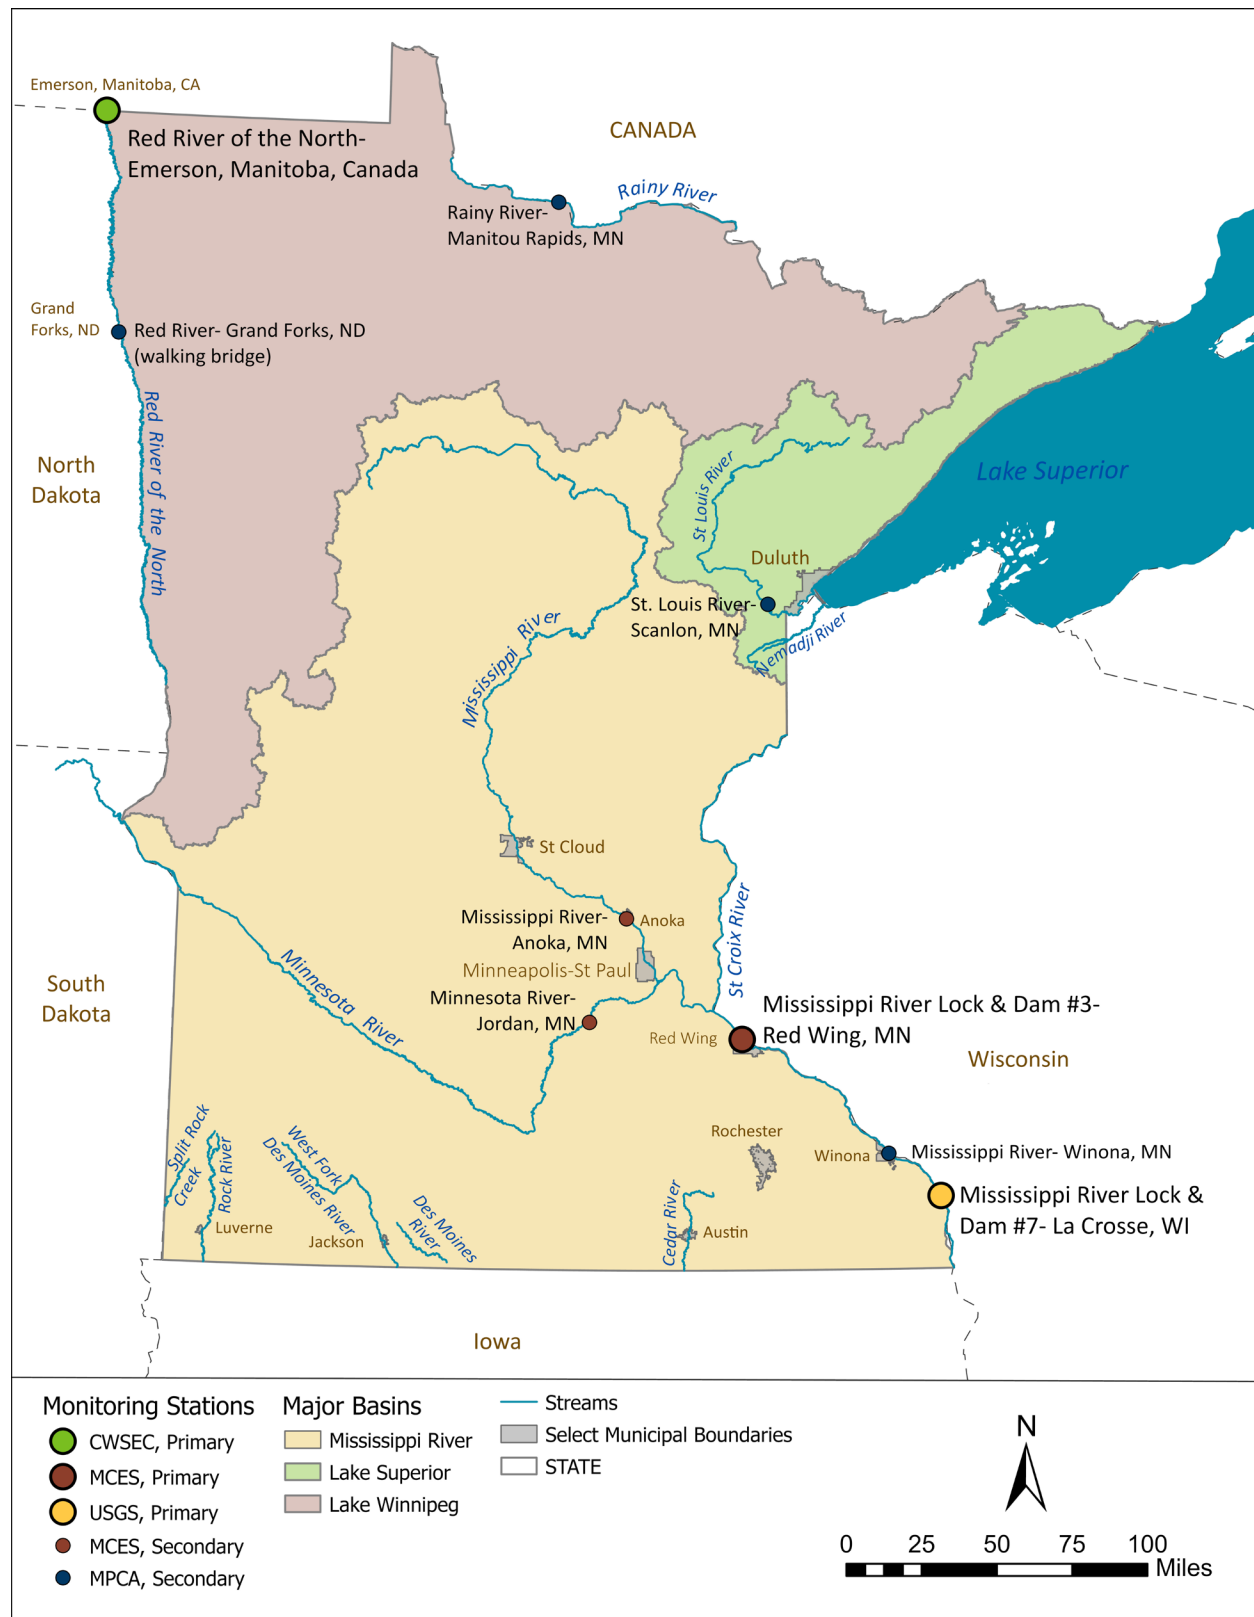 Emerson, Manitoba, CA
Red River of the North-
Emerson, Manitoba, Canada
CANADA
Rainy River
Rainy River-
Manitou Rapids, MN
Grand
Forks, ND
Red River- Grand Forks, ND
(walking bridge)
Red River of the North
North
Dakota
Lake Superior
St Louis River
Duluth
St. Louis River-
Scanlon, MN
Nemadji River
Mississippi River
St Cloud
Mississippi River-
Anoka, MN
Anoka
Minneapolis-St Paul
St Croix River
Minnesota River-
Jordan, MN
Minnesota River
South
Dakota
Mississippi River Lock & Dam #3-
Red Wing, MN
Red Wing
Wisconsin
Rochester
Winona
Mississippi River- Winona, MN
Mississippi River Lock &
Dam #7- La Crosse, WI
Split Rock
Creek
Rock River
West Fork
Des Moines River
Des Moines
River
Cedar River
Luverne
Jackson
Austin
Iowa
Monitoring Stations
CWSEC, Primary
MCES, Primary
USGS, Primary
MCES, Secondary
MPCA, Secondary
Major Basins
Mississippi River
Lake Superior
Lake Winnipeg
Streams
Select Municipal Boundaries
STATE
N
0 25 50 75 100
Miles